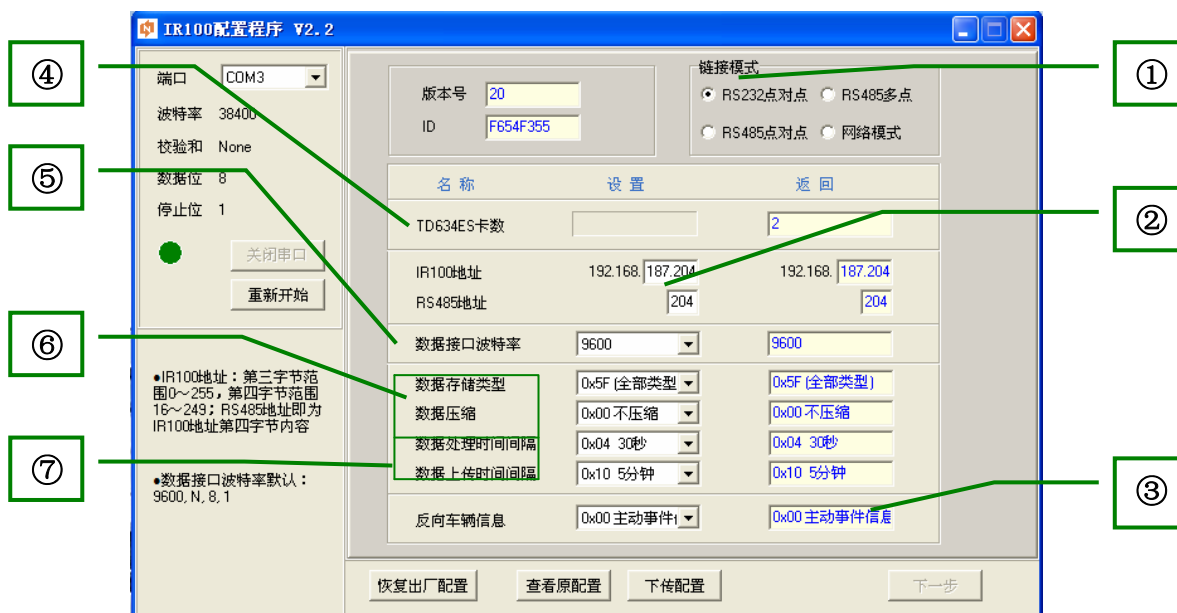 IR100配置程序 V2.2
④
①
⑤
②
⑥
⑦
③
端口 COM3
波特率 38400
校验和 None
数据位 8
停止位 1
关闭串口
重新开始
●IR100地址：第三字节范
围0～255，第四字节范围
16～249；RS485地址即为
IR100地址第四字节内容
●数据接口波特率默认：
9600, N, 8, 1
版本号 20
ID F654F355
链接模式
RS232点对点 RS485多点
RS485点对点 网络模式
名 称 设 置 返 回
TD634ES卡数 2
IR100地址 192.168. 187.204 192.168. 187.204
RS485地址 204 204
数据接口波特率 9600 9600
数据存储类型 0x5F (全部类型 0x5F (全部类型)
数据压缩 0x00 不压缩 0x00 不压缩
数据处理时间间隔 0x04 30秒 0x04 30秒
数据上传时间间隔 0x10 5分钟 0x10 5分钟
反向车辆信息 0x00 主动事件 0x00 主动事件信息
恢复出厂配置 查看原配置 下传配置 下一步